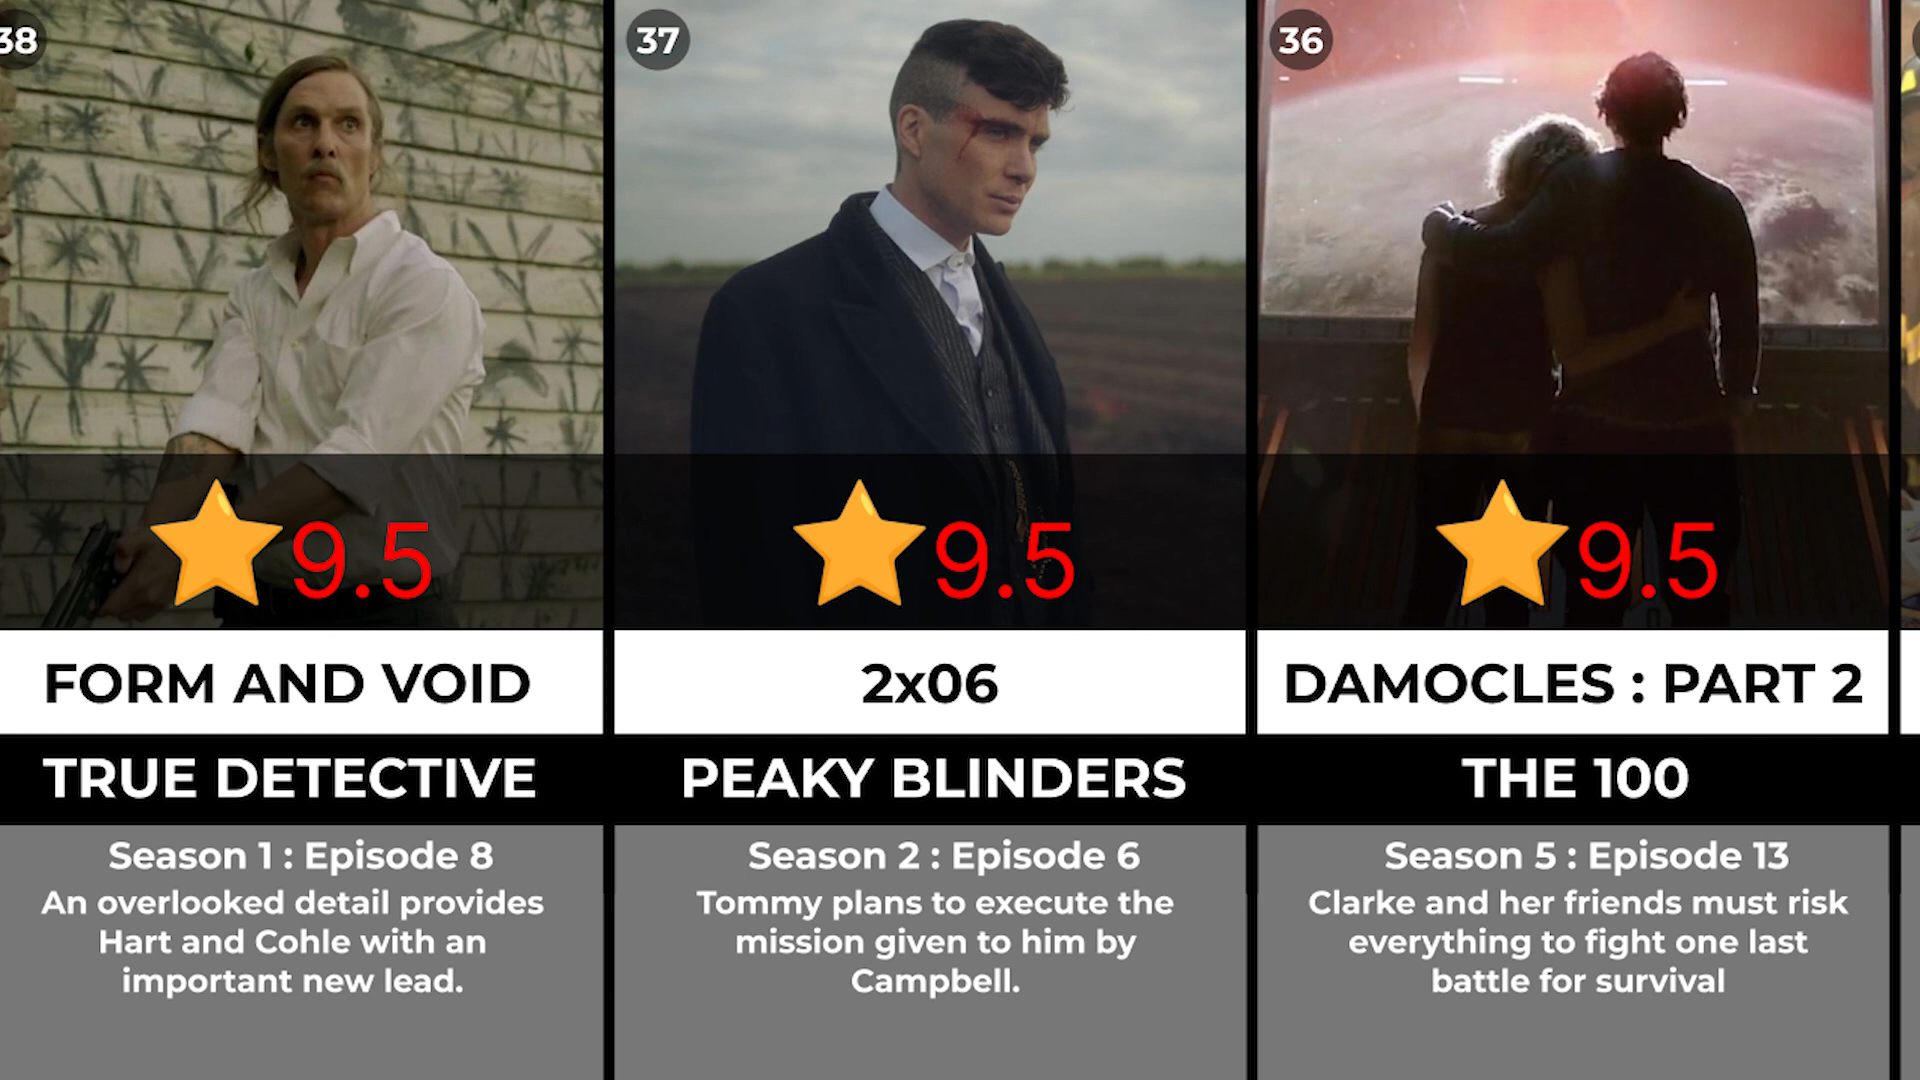 38
9.5
FORM AND VOID
TRUE DETECTIVE
Season 1 : Episode 8
An overlooked detail provides
Hart and Cohle with an
important new lead.
37
9.5
2x06
PEAKY BLINDERS
Season 2 : Episode 6
Tommy plans to execute the
mission given to him by
Campbell.
36
9.5
DAMOCLES : PART 2
THE 100
Season 5 : Episode 13
Clarke and her friends must risk
everything to fight one last
battle for survival